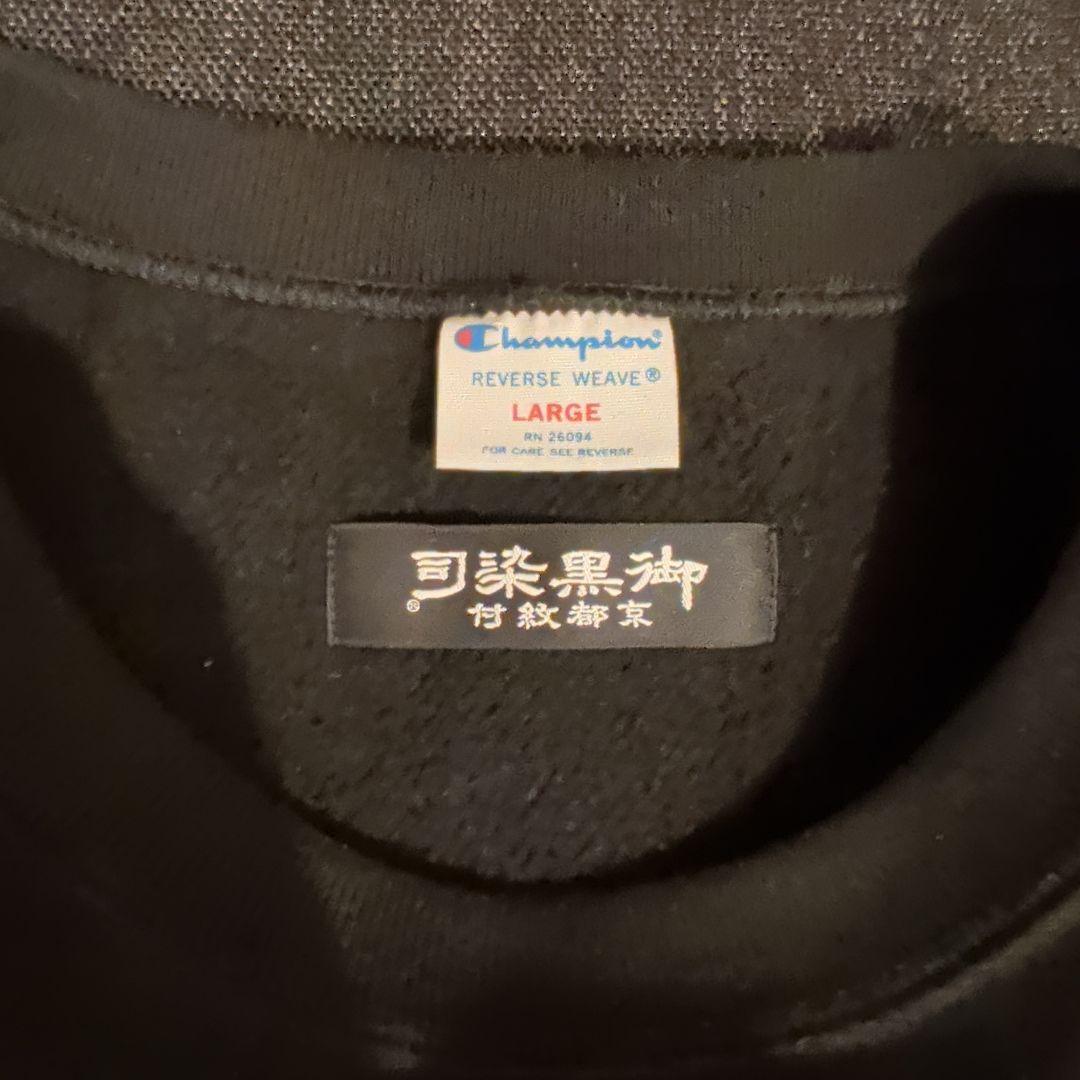 Champion®
REVERSE WEAVE®
LARGE
RN 26094
FOR CARE SEE REVERSE
御黒染司
京都紋付
®